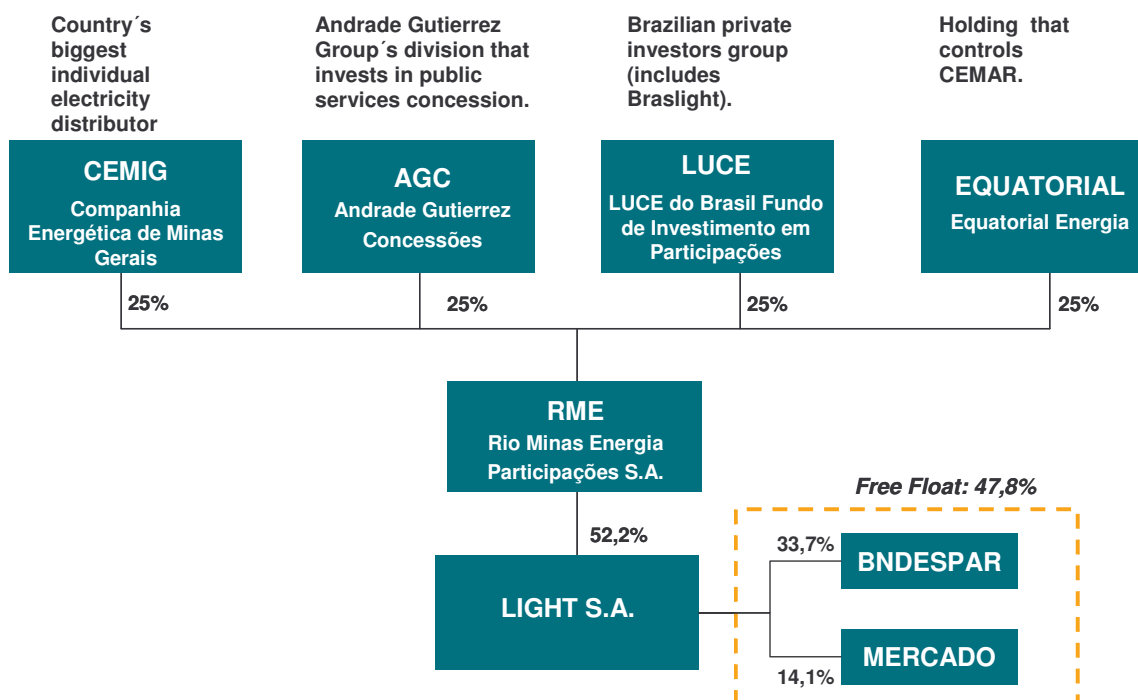 Country´s
biggest
individual
electricity
distributor
Andrade Gutierrez
Group´s division that
invests in public
services concession.
Brazilian private
investors group
(includes
Braslight).
Holding that
controls
CEMAR.
CEMIG
Companhia
Energética de Minas
Gerais
AGC
Andrade Gutierrez
Concessões
LUCE
LUCE do Brasil Fundo
de Investimento em
Participações
EQUATORIAL
Equatorial Energia
25%
25%
25%
25%
RME
Rio Minas Energia
Participações S.A.
Free Float: 47,8%
52,2%
33,7%
BNDESPAR
LIGHT S.A.
MERCADO
14,1%